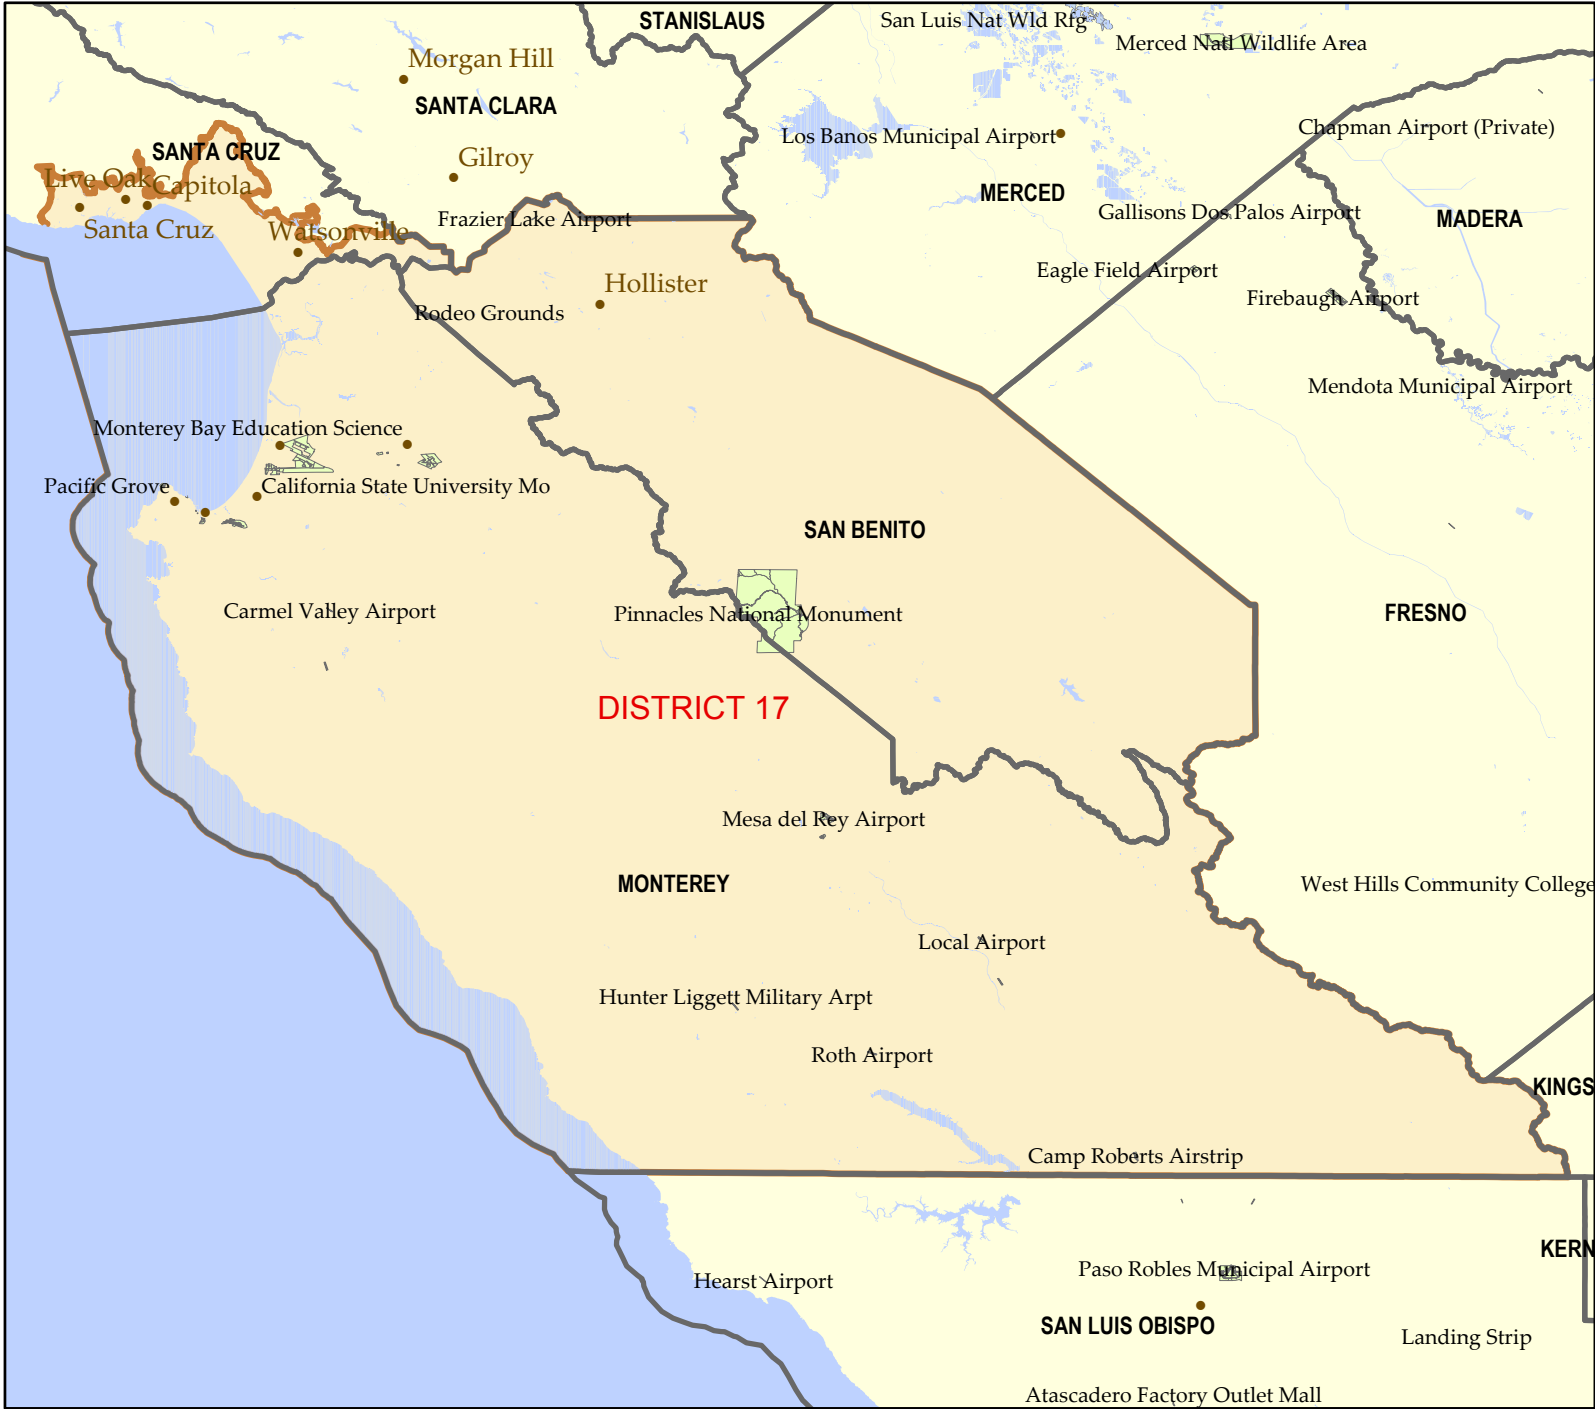 STANISLAUS
San Luis Nat Wld Rfg
Merced Natl Wildlife Area
Morgan Hill
SANTA CLARA
Los Banos Municipal Airport
Chapman Airport (Private)
SANTA CRUZ
Gilroy
Live Oak
Capitola
MERCED
Santa Cruz
Watsonville
Frazier Lake Airport
Gallisons Dos Palos Airport
MADERA
Eagle Field Airport
Hollister
Firebaugh Airport
Rodeo Grounds
Mendota Municipal Airport
Monterey Bay Education Science
Pacific Grove
California State University Mo
SAN BENITO
Carmel Valley Airport
Pinnacles National Monument
FRESNO
DISTRICT 17
Mesa del Rey Airport
MONTEREY
West Hills Community College
Local Airport
Hunter Liggett Military Arpt
Roth Airport
KINGS
Camp Roberts Airstrip
KERN
Hearst Airport
Paso Robles Municipal Airport
SAN LUIS OBISPO
Landing Strip
Atascadero Factory Outlet Mall